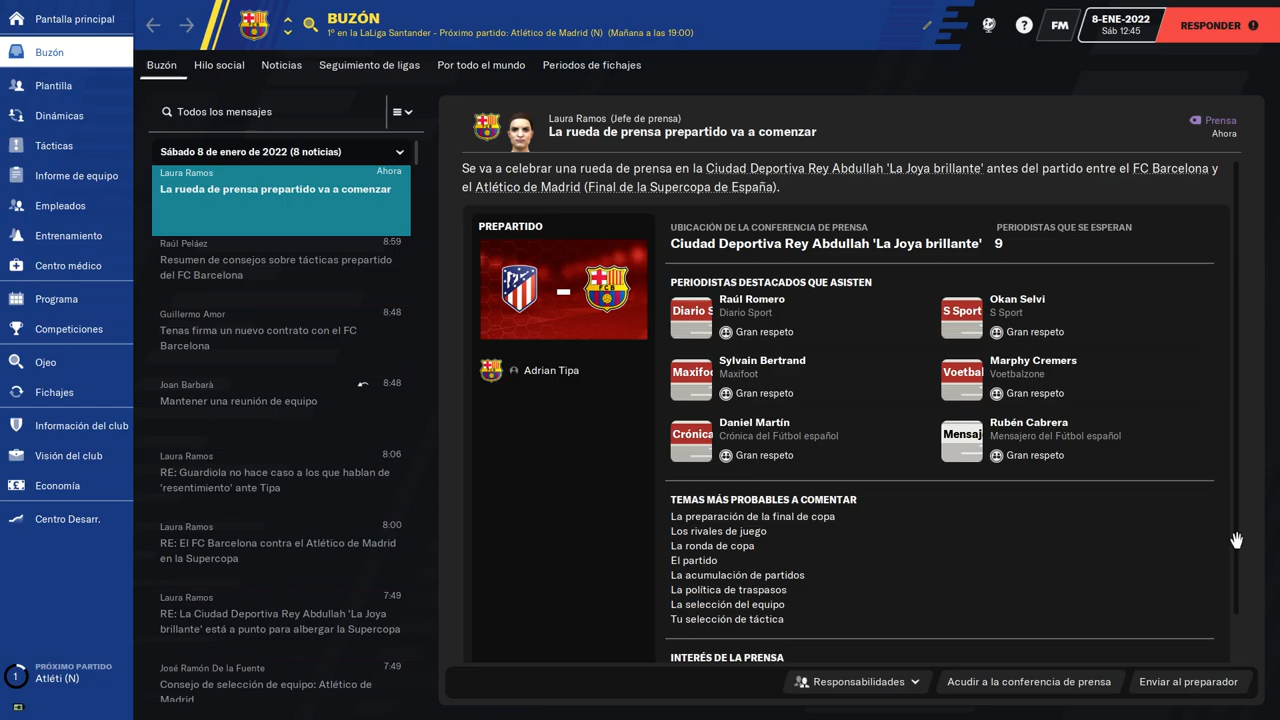 Pantalla principal
Buzón
Plantilla
Dinámicas
Tácticas
Informe de equipo
Empleados
Entrenamiento
Centro médico
Programa
Competiciones
Ojeo
Fichajes
Información del club
Visión del club
Economía
Centro Desarr.
PRÓXIMO PARTIDO
1
Atléti (N)
BUZÓN
1º en la LaLiga Santander - Próximo partido: Atlético de Madrid (N) (Mañana a las 19:00)
FM
8-ENE-2022
Sáb 12:45
RESPONDER
Buzón
Hilo social
Noticias
Seguimiento de ligas
Por todo el mundo
Periodos de fichajes
Todos los mensajes
Sábado 8 de enero de 2022 (8 noticias)
Laura Ramos
Ahora
La rueda de prensa prepartido va a comenzar
Raúl Peláez
8:59
Resumen de consejos sobre tácticas prepartido
del FC Barcelona
Guillermo Amor
8:48
Tenas firma un nuevo contrato con el FC
Barcelona
Joan Barbarà
8:48
Mantener una reunión de equipo
Laura Ramos
8:06
RE: Guardiola no hace caso a los que hablan de
'resentimiento' ante Tipa
Laura Ramos
8:00
RE: El FC Barcelona contra el Atlético de Madrid
en la Supercopa
Laura Ramos
7:49
RE: La Ciudad Deportiva Rey Abdullah 'La Joya
brillante' está a punto para albergar la Supercopa
José Ramón De la Fuente
7:49
Consejo de selección de equipo: Atlético de
Madrid
Laura Ramos (Jefe de prensa)
La rueda de prensa prepartido va a comenzar
Prensa
Ahora
Se va a celebrar una rueda de prensa en la Ciudad Deportiva Rey Abdullah 'La Joya brillante' antes del partido entre el FC Barcelona y
el Atlético de Madrid (Final de la Supercopa de España).
PREPARTIDO
Adrian Tipa
UBICACIÓN DE LA CONFERENCIA DE PRENSA
Ciudad Deportiva Rey Abdullah 'La Joya brillante'
PERIODISTAS QUE SE ESPERAN
9
PERIODISTAS DESTACADOS QUE ASISTEN
Diario S
Raúl Romero
Diario Sport
Gran respeto
S Sport
Okan Selvi
S Sport
Gran respeto
Maxifoo
Sylvain Bertrand
Maxifoot
Gran respeto
Voetbal
Marphy Cremers
Voetbalzone
Gran respeto
Crónica
Daniel Martín
Crónica del Fútbol español
Gran respeto
Mensaj
Rubén Cabrera
Mensajero del Fútbol español
Gran respeto
TEMAS MÁS PROBABLES A COMENTAR
La preparación de la final de copa
Los rivales de juego
La ronda de copa
El partido
La acumulación de partidos
La política de traspasos
La selección del equipo
Tu selección de táctica
INTERÉS DE LA PRENSA
Responsabilidades
Acudir a la conferencia de prensa
Enviar al preparador